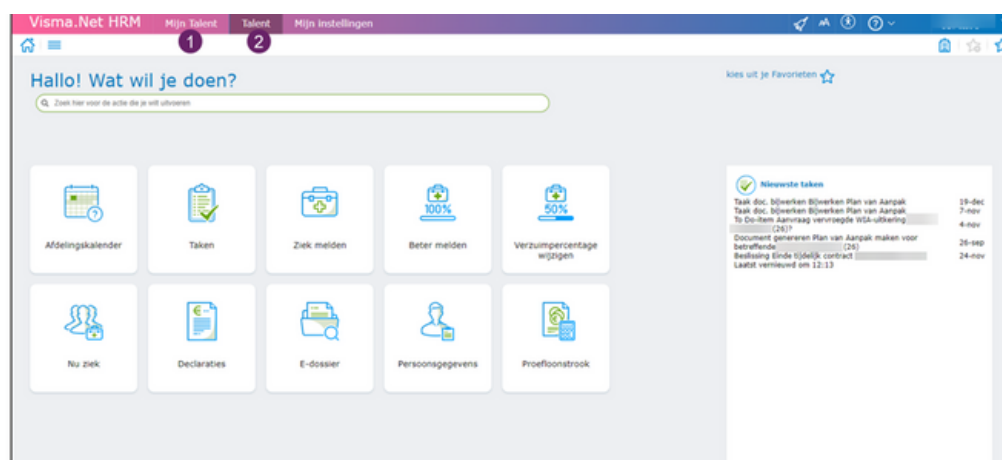 Visma.Net HRM Mijn Talent Talent Mijn instellingen
1 2
Hallo! Wat wil je doen?
Zoek hier voor de actie die je wilt uitvoeren
kies uit je Favorieten
Afdelingskalender
Taken
Ziek melden
100%
Beter melden
50%
Verzuimpercentage
wijzigen
Nu ziek
Declaraties
E-dossier
Persoonsgegevens
Proefloonstrook
Nieuwste taken
Taak doc. bijwerken Bijwerken Plan van Aanpak 19-dec
Taak doc. bijwerken Bijwerken Plan van Aanpak 7-nov
To Do-item Aanvraag vervroegde WIA-uitkering
(26)? 4-nov
Document genereren Plan van Aanpak maken voor
betreffende (26) 26-sep
Beslissing Einde tijdelijk contract 24-nov
Laatst vernieuwd om 12:13